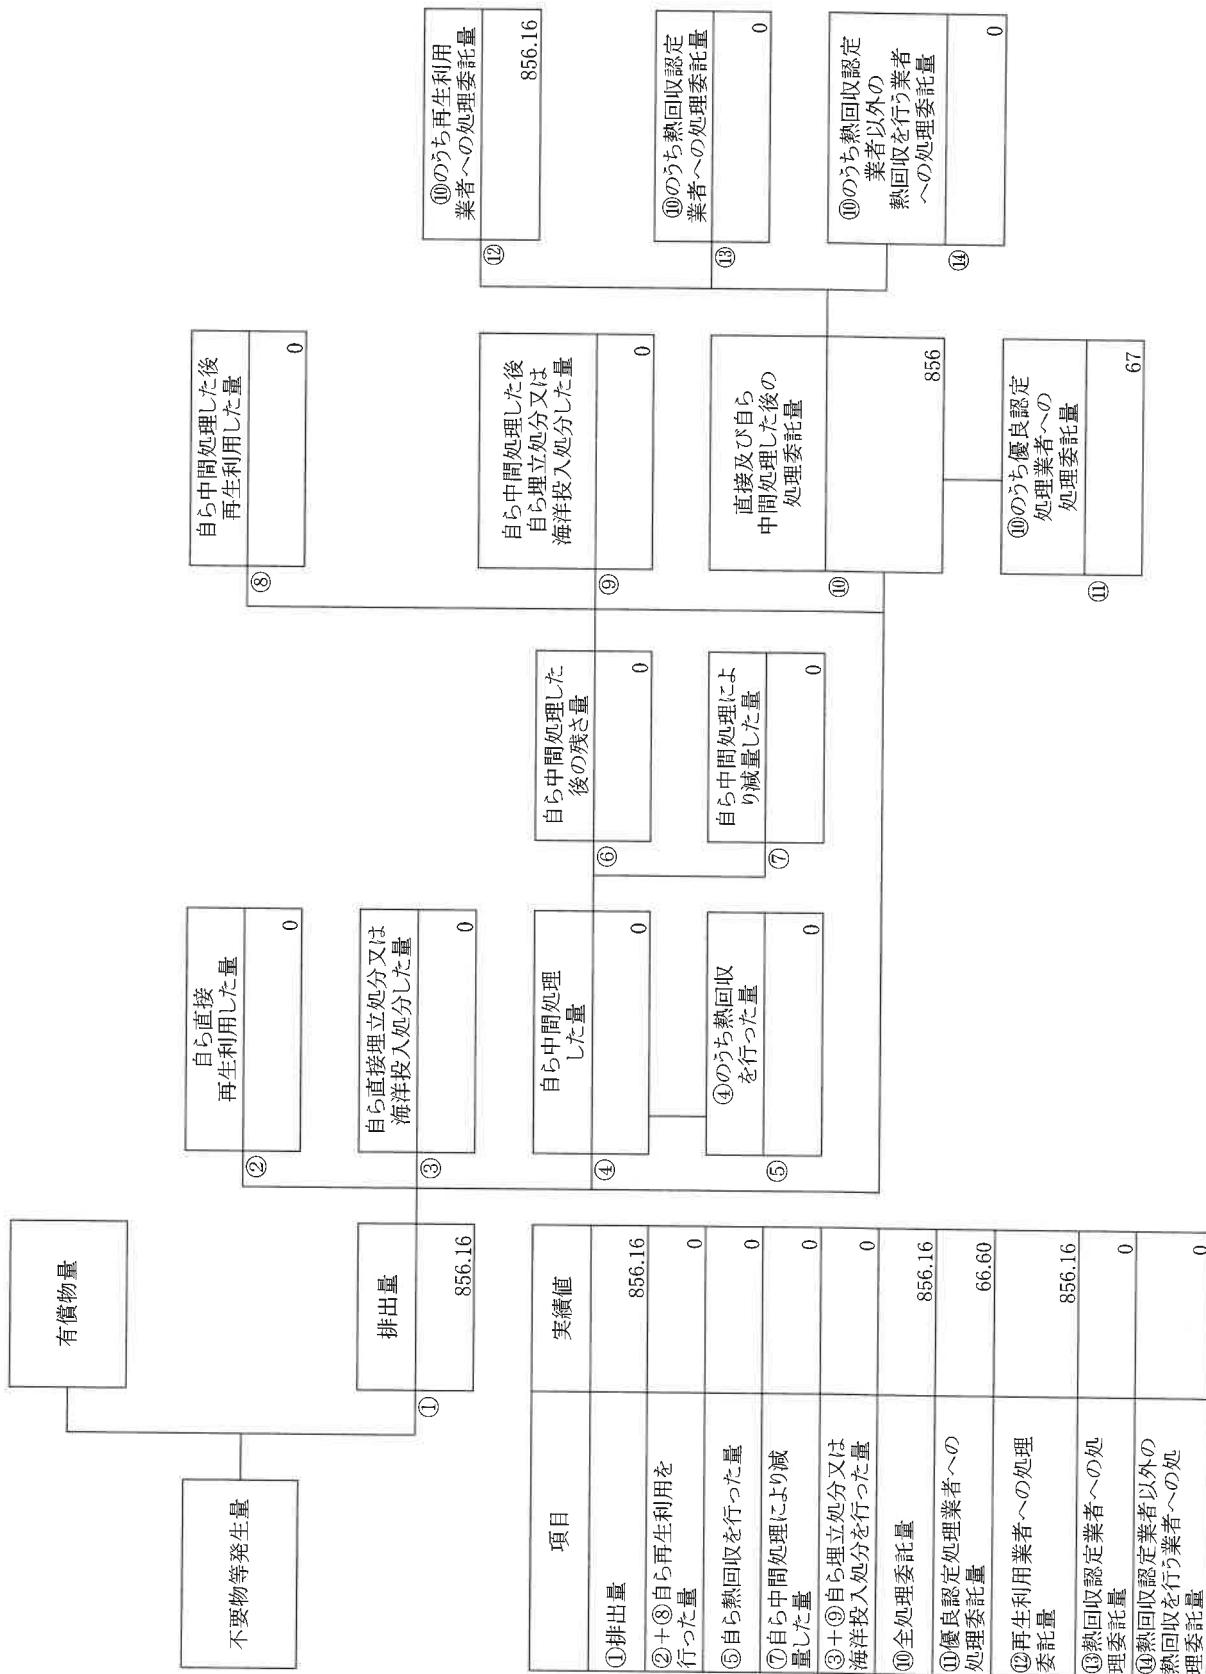 不要物等発生量
有償物量
①
排出量
856.16
②
自ら直接
再生利用した量
0
③
自ら直接埋立処分又は
海洋投入処分した量
0
④
自ら中間処理
した量
0
⑤
④のうち熱回収
を行った量
0
⑥
自ら中間処理した
後の残さ量
0
⑦
自ら中間処理によ
り減量した量
0
⑧
自ら中間処理した後
再生利用した量
0
⑨
自ら中間処理した後
自ら埋立処分又は
海洋投入処分した量
0
⑩
直接及び自ら
中間処理した後の
処理委託量
856
⑪
⑩のうち優良認定
処理業者への
処理委託量
67
⑫
⑩のうち再生利用
業者への処理委託量
856.16
⑬
⑩のうち熱回収認定
業者への処理委託量
0
⑭
⑩のうち熱回収認定
業者以外の
熱回収を行う業者
への処理委託量
0
項目 実績値
①排出量 856.16
②+⑧自ら再生利用を
行った量 0
⑤自ら熱回収を行った量 0
⑦自ら中間処理により減
量した量 0
③+⑨自ら埋立処分又は
海洋投入処分を行った量 0
⑩全処理委託量 856.16
⑪優良認定処理業者への
処理委託量 66.60
⑫再生利用業者への処理
委託量 856.16
⑬熱回収認定業者への処
理委託量 0
⑭熱回収認定業者以外の
熱回収を行う業者への処
理委託量 0